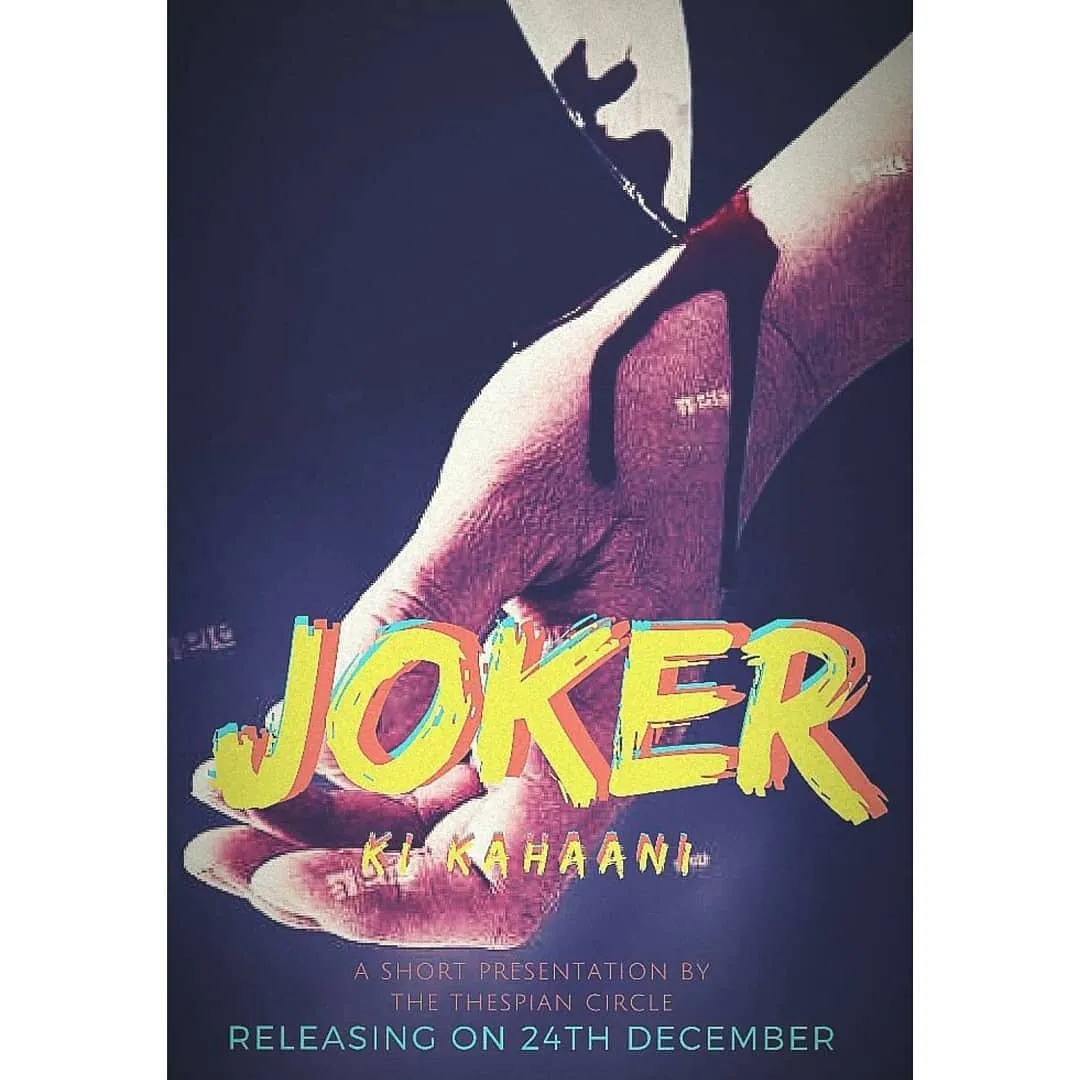 JOKER
KI KAHAANI
A SHORT PRESENTATION BY
THE THESPIAN CIRCLE
RELEASING ON 24TH DECEMBER